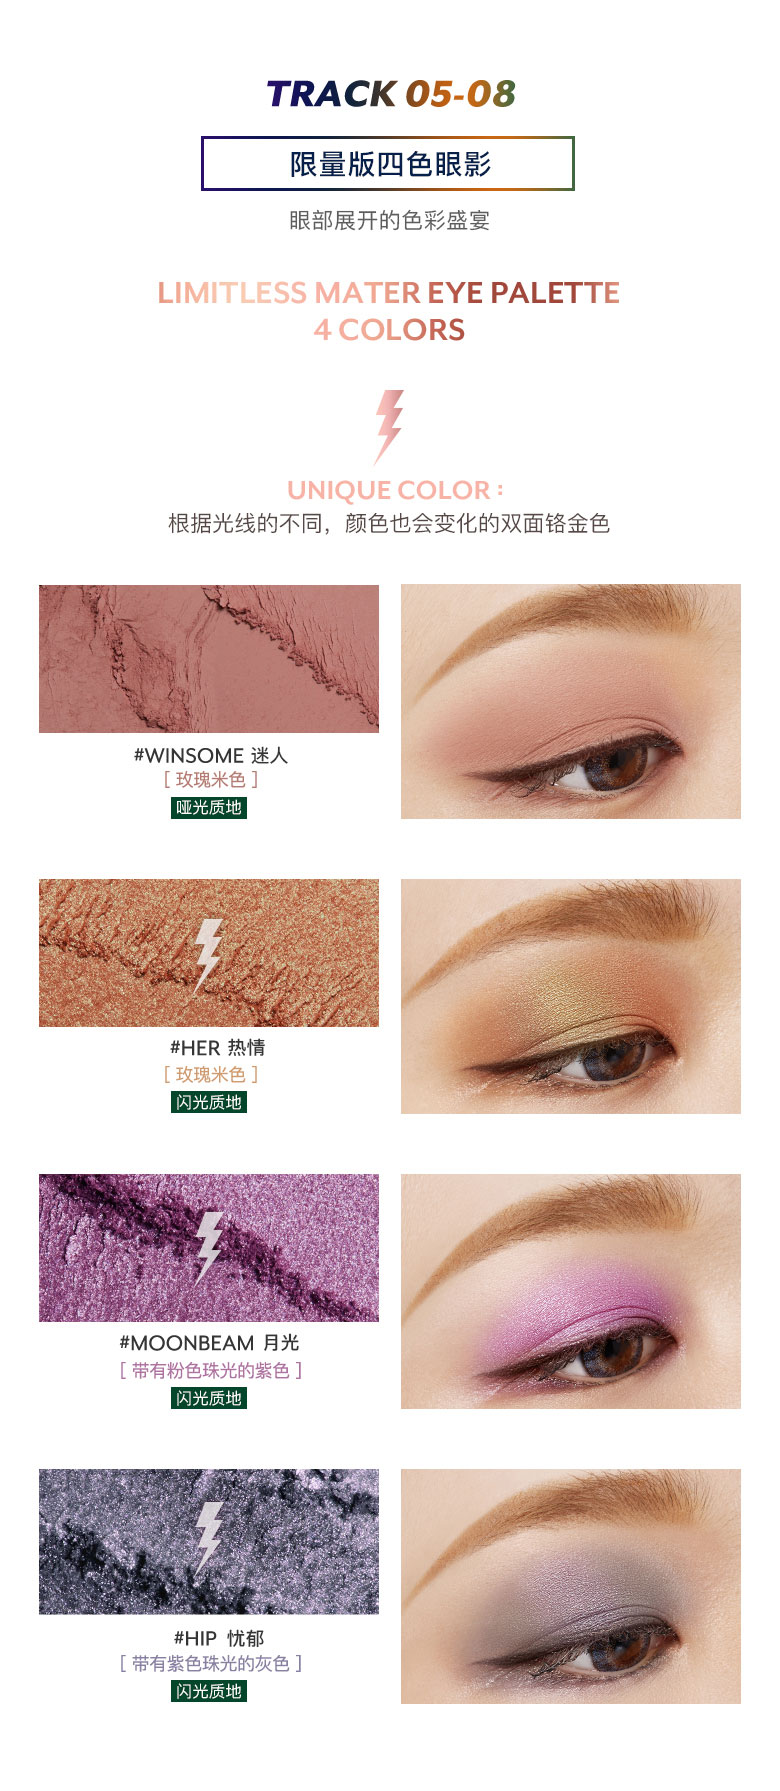 TRACK 05-08
限量版四色眼影
眼部展开的色彩盛宴
LIMITLESS MATER EYE PALETTE
4 COLORS
UNIQUE COLOR :
根据光线的不同，颜色也会变化的双面铬金色
#WINSOME 迷人
[ 玫瑰米色 ]
哑光质地
#HER 热情
[ 玫瑰米色 ]
闪光质地
#MOONBEAM 月光
[ 带有粉色珠光的紫色 ]
闪光质地
#HIP 忧郁
[ 带有紫色珠光的灰色 ]
闪光质地